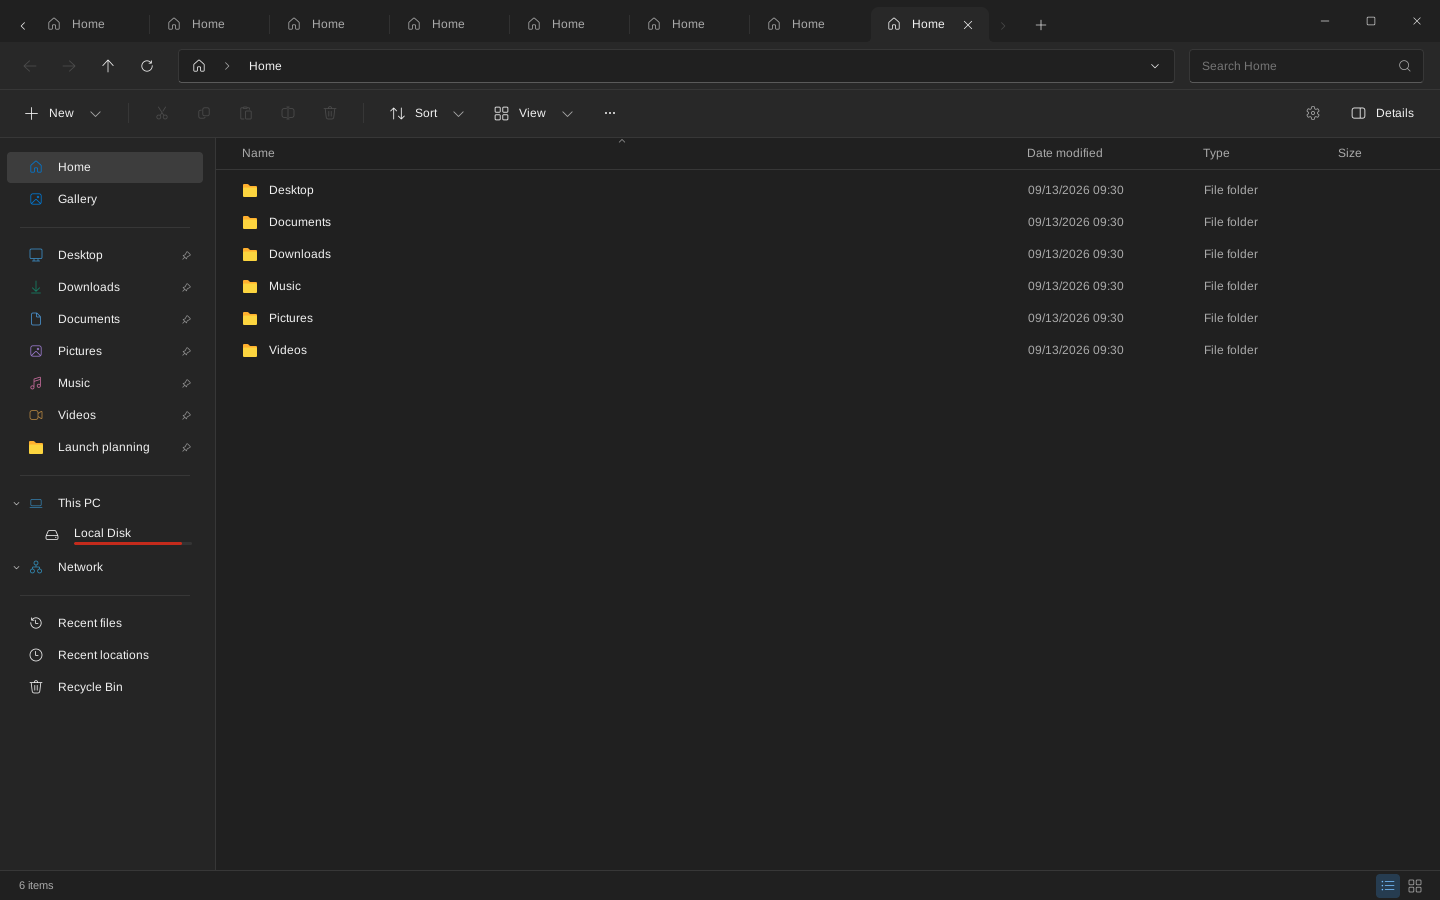 Home Home Home Home Home Home Home Home
Home Search Home
New Sort View Details
Name Date modified Type Size
Home
Gallery
Desktop
Downloads
Documents
Pictures
Music
Videos
Launch planning
This PC
Local Disk
Network
Recent files
Recent locations
Recycle Bin
Desktop 09/13/2026 09:30 File folder
Documents 09/13/2026 09:30 File folder
Downloads 09/13/2026 09:30 File folder
Music 09/13/2026 09:30 File folder
Pictures 09/13/2026 09:30 File folder
Videos 09/13/2026 09:30 File folder
6 items